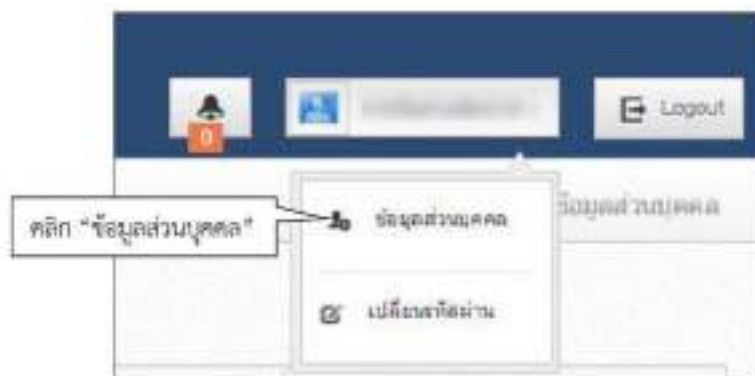 0
Logout
คลิก "ข้อมูลส่วนบุคคล"
ข้อมูลส่วนบุคคล
ข้อมูลส่วนบุคคล
เปลี่ยนรหัสผ่าน